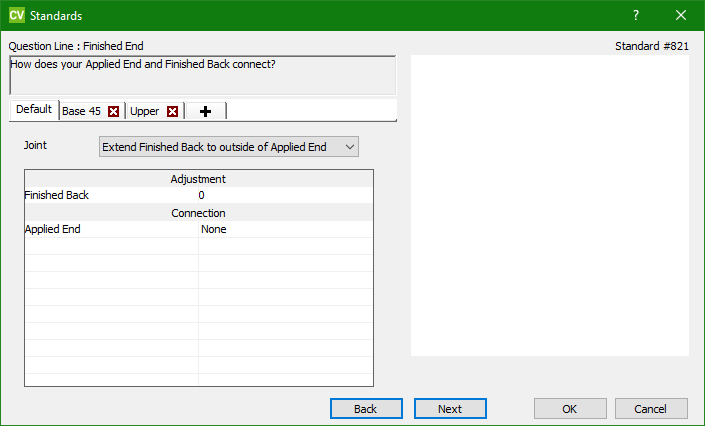 CV Standards ?
Question Line : Finished End Standard #821
How does your Applied End and Finished Back connect?
Default Base 45 Upper
Joint Extend Finished Back to outside of Applied End
Adjustment
Finished Back 0
Connection
Applied End None
Back Next OK Cancel